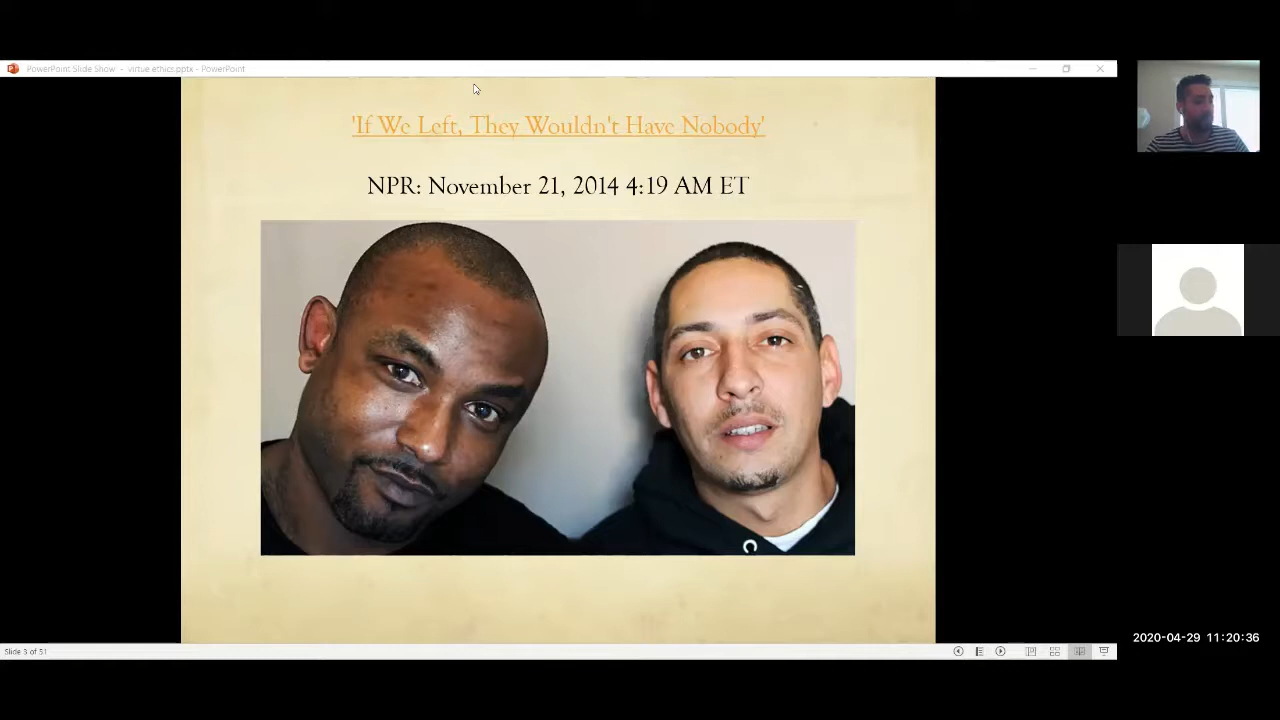 PowerPoint Slide Show - virtue ethics.pptx - PowerPoint
'If We Left, They Wouldn't Have Nobody'
NPR: November 21, 2014 4:19 AM ET
2020-04-29 11:20:36
Slide 3 of 51